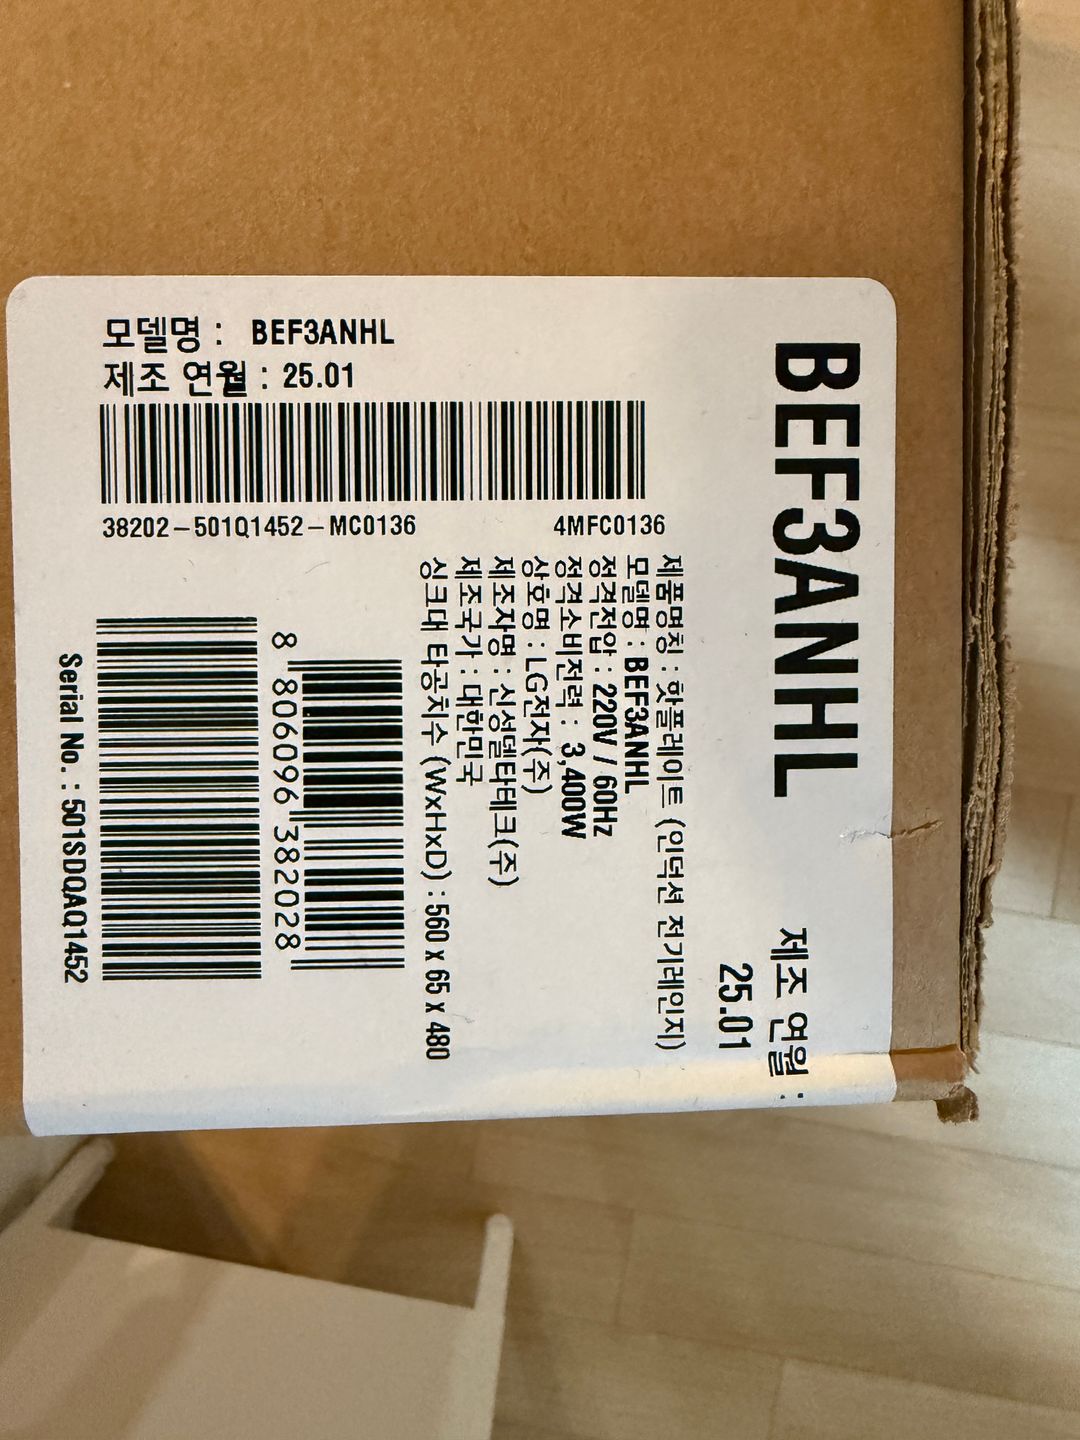 모델명 : BEF3ANHL
제조 연월 : 25.01
38202-501Q1452-MC0136 4MFC0136
BEF3ANHL
제조 연월 :
25.01
제품명칭 : 핫플레이트 (인덕션 전기레인지)
모델명 : BEF3ANHL
정격전압 : 220V / 60Hz
정격소비전력 : 3,400W
상호명 : LG전자(주)
제조자명 : 신성델타테크(주)
제조국가 : 대한민국
싱크대 타공치수 (WxHxD) : 560 x 65 x 480
8 806096 382028
Serial No. : 501SDQAQ1452